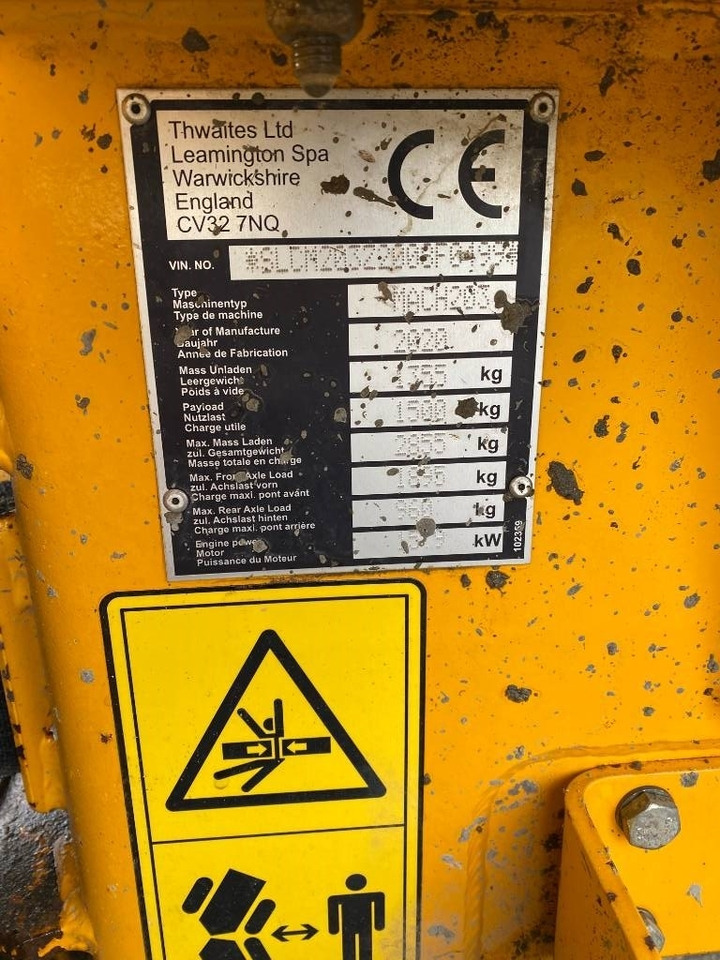 Thwaites Ltd
Leamington Spa
Warwickshire
England
CV32 7NQ
CE
VIN. NO.
Type
Maschinentyp
Type de machine
MACH205
Year of Manufacture
Baujahr
Année de Fabrication
2020
Mass Unladen
Leergewicht
Poids à vide
kg
Payload
Nutzlast
Charge utile
1500 kg
Max. Mass Laden
zul. Gesamtgewicht
Masse totale en charge
kg
Max. Front Axle Load
zul. Achslast vorn
Charge maxi. pont avant
kg
Max. Rear Axle Load
zul. Achslast hinten
Charge maxi. pont arrière
kg
Engine power
Motor
Puissance du Moteur
kW
102359